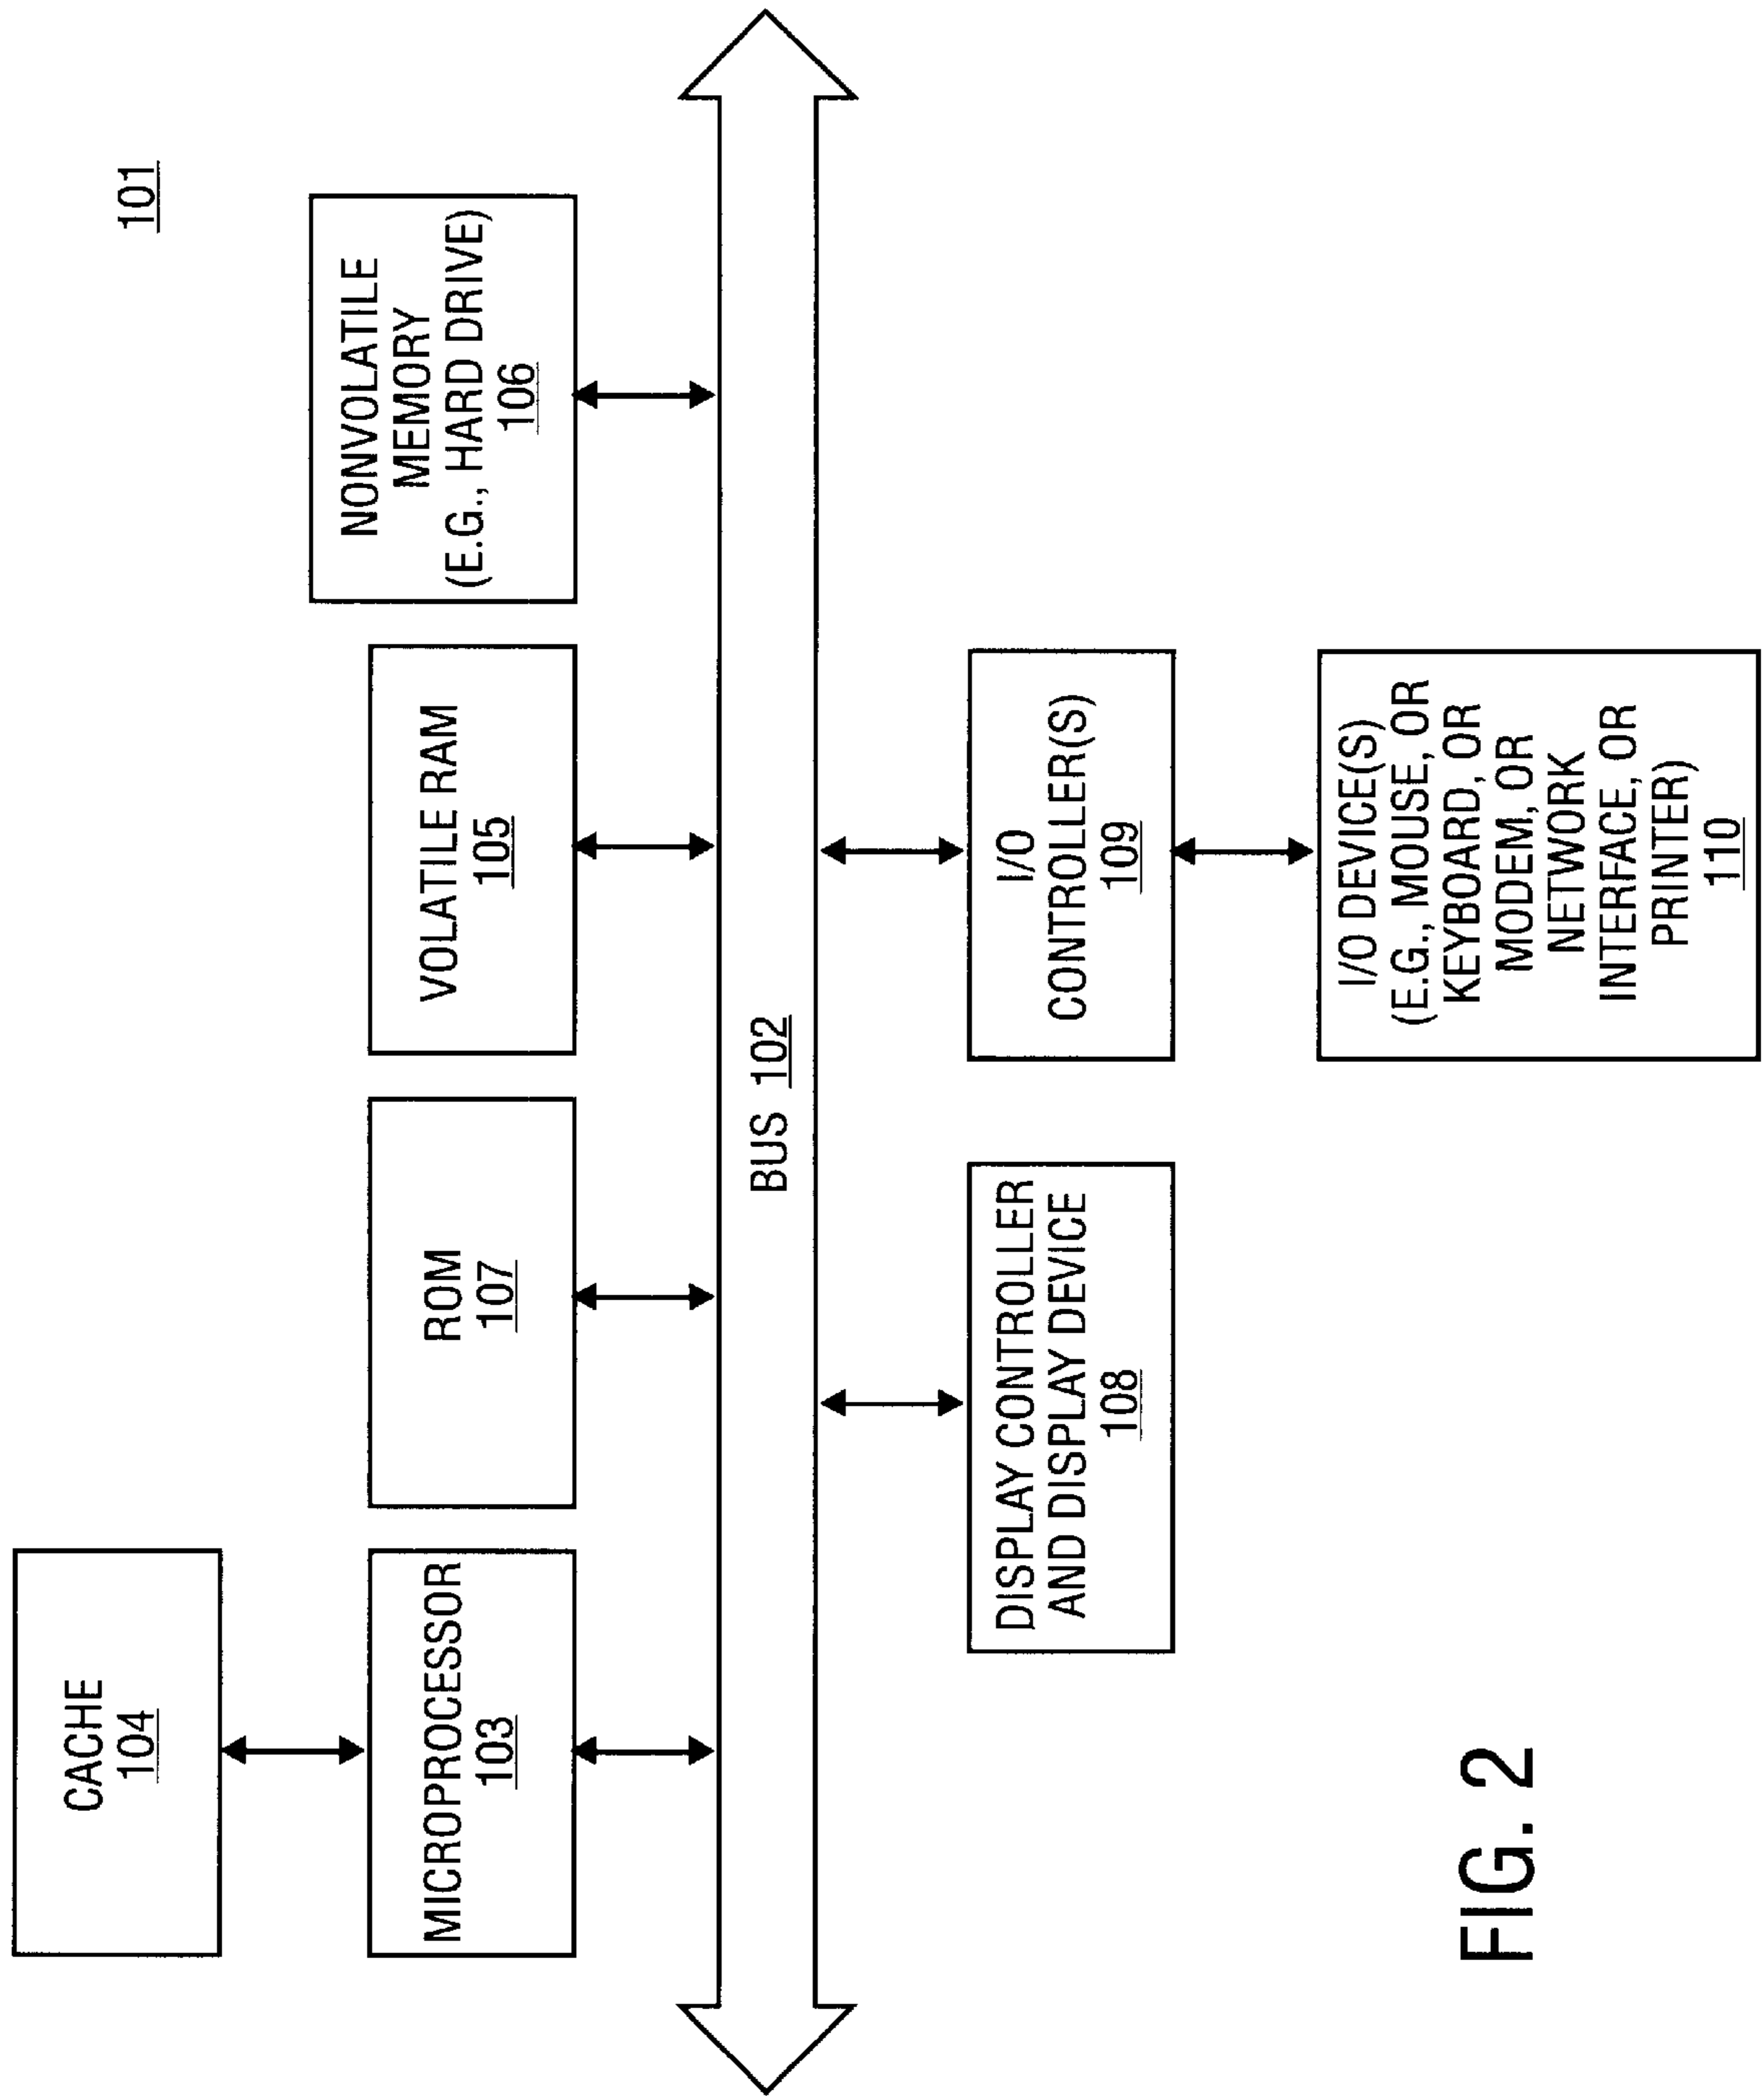 101
CACHE
104
MICROPROCESSOR
103
ROM
107
VOLATILE RAM
105
NONVOLATILE
MEMORY
(E.G., HARD DRIVE)
106
BUS 102
DISPLAY CONTROLLER
AND DISPLAY DEVICE
108
I/O
CONTROLLER(S)
109
I/O DEVICE(S)
(E.G., MOUSE, OR
KEYBOARD, OR
MODEM, OR
NETWORK
INTERFACE, OR
PRINTER)
110
FIG. 2